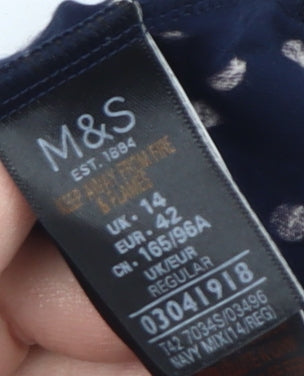 M&S
EST. 1884
KEEP AWAY FROM FIRE
& FLAMES
UK - 14
EUR - 42
CN - 165/96A
UK/EUR
REGULAR
03041918
T42 7034S/03496
NAVY MIX(14/REG)